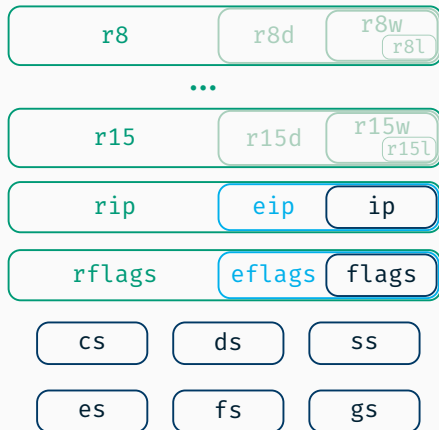 r8 r8d r8w
r8l
...
r15 r15d r15w
r15l
rip eip ip
rflags eflags flags
cs ds ss
es fs gs